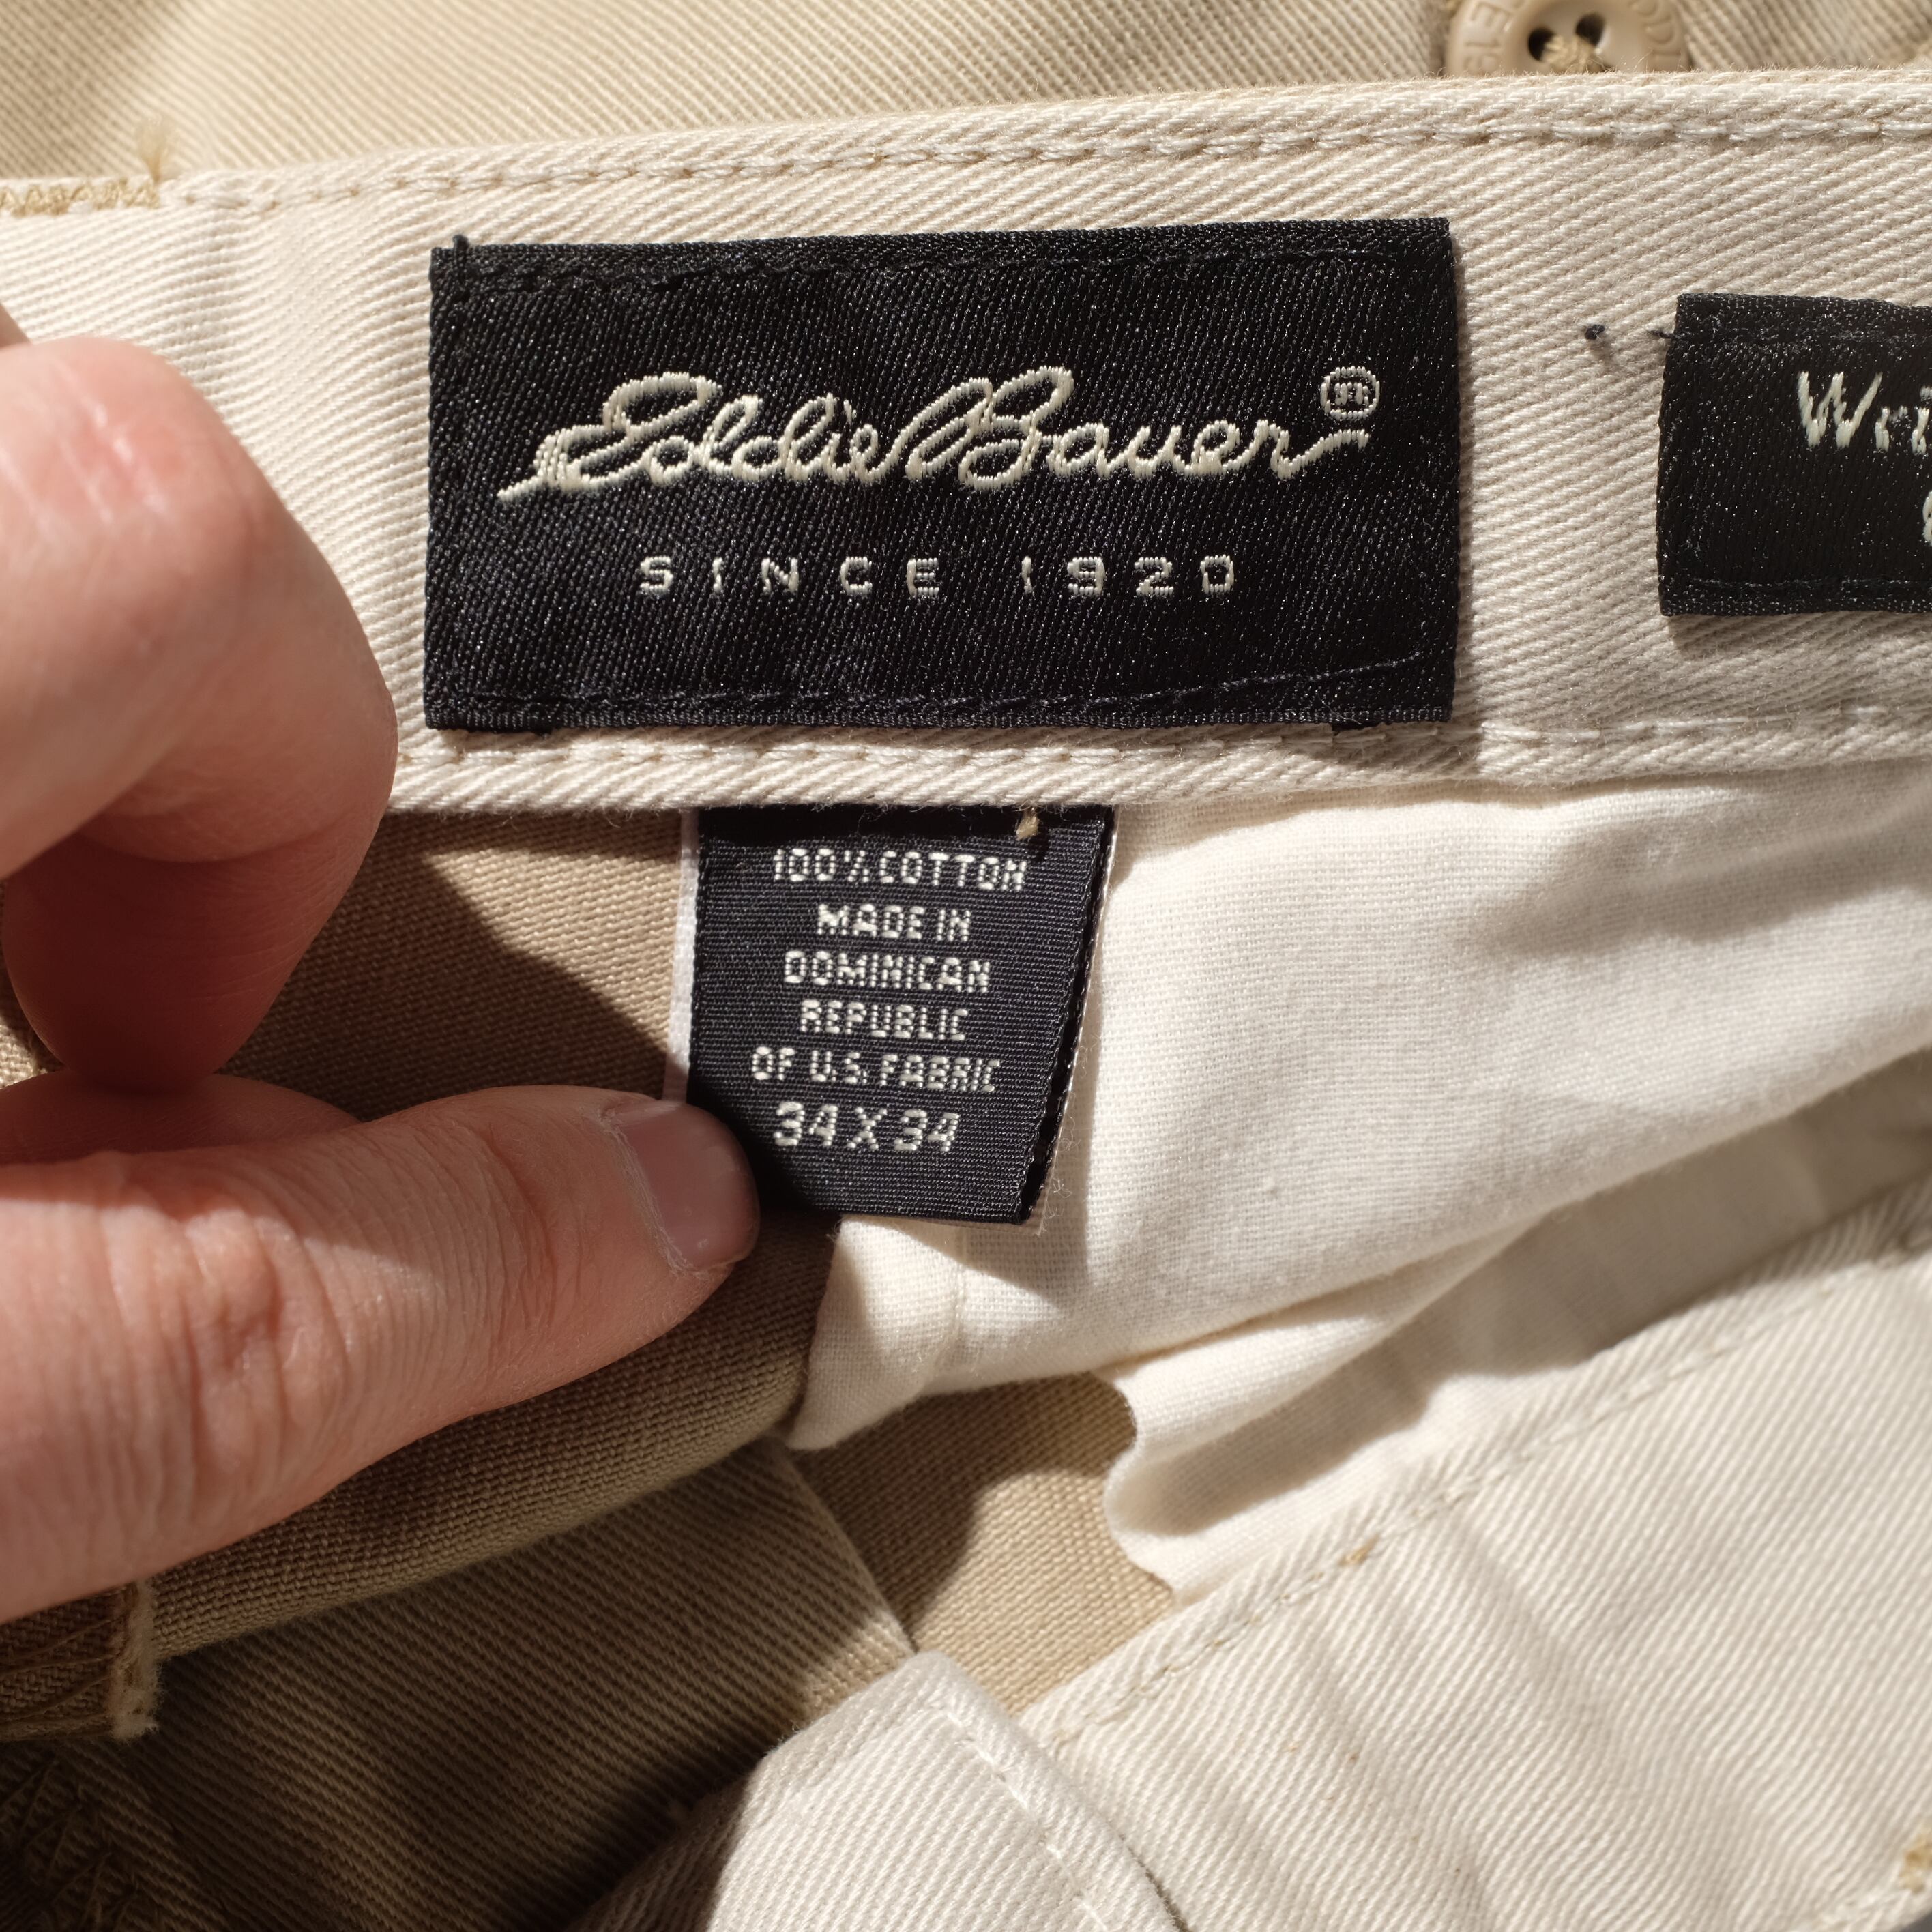 Eddie Bauer ®
SINCE 1920
100% COTTON
MADE IN
DOMINICAN
REPUBLIC
OF U.S. FABRIC
34 X 34